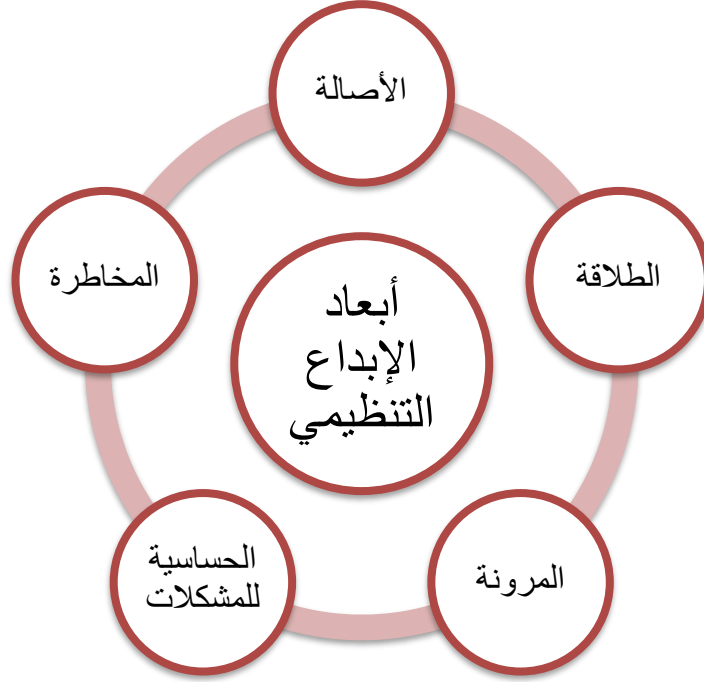 الأصالة
الطلاقة
المرونة
الحساسية
للمشكلات
المخاطرة
أبعاد
الإبداع
التنظيمي